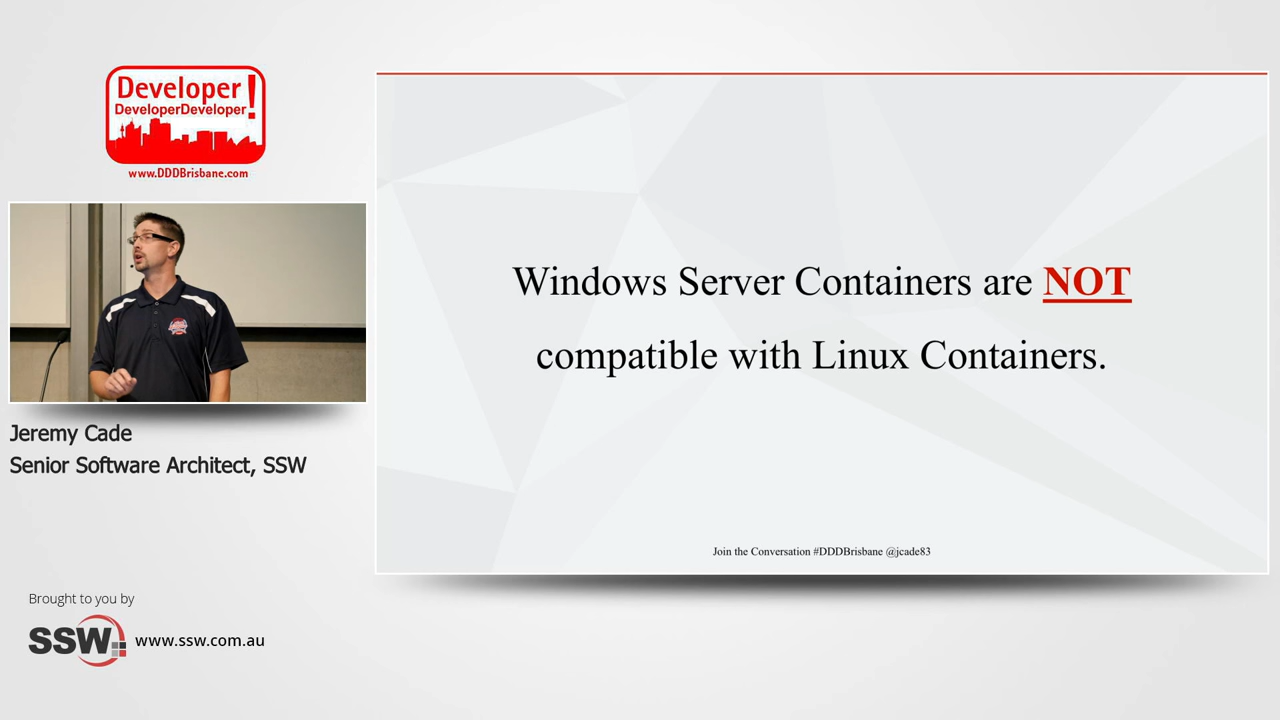 Developer!
DeveloperDeveloper
www.DDDBrisbane.com
Windows Server Containers are NOT
compatible with Linux Containers.
Join the Conversation #DDDBrisbane @jcade83
Jeremy Cade
Senior Software Architect, SSW
Brought to you by
SSW www.ssw.com.au